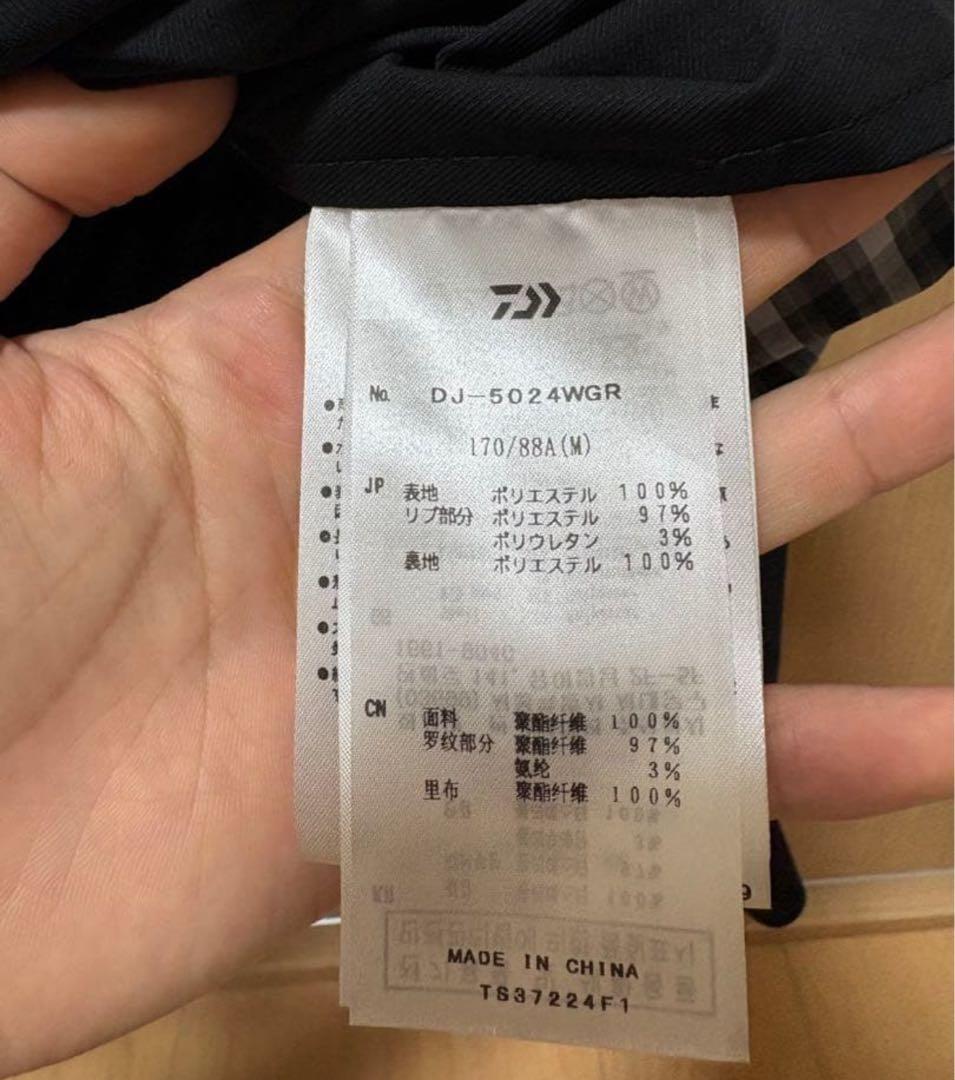 No. DJ-5024WGR
170/88A(M)
JP 表地 ポリエステル 100%
リブ部分 ポリエステル 97%
ポリウレタン 3%
裏地 ポリエステル 100%
CN 面料 聚酯纤维 100%
罗纹部分 聚酯纤维 97%
氨纶 3%
里布 聚酯纤维 100%
MADE IN CHINA
TS37224F1